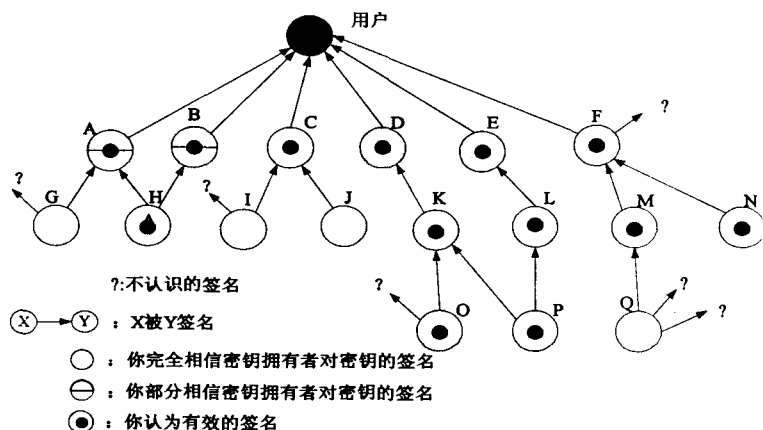 用户
A
B
C
D
E
F
?
?
G
H
?
I
J
K
L
M
N
?:不认识的签名
?
O
P
Q
?
?
X Y : X被Y签名
: 你完全相信密钥拥有者对密钥的签名
: 你部分相信密钥拥有者对密钥的签名
: 你认为有效的签名